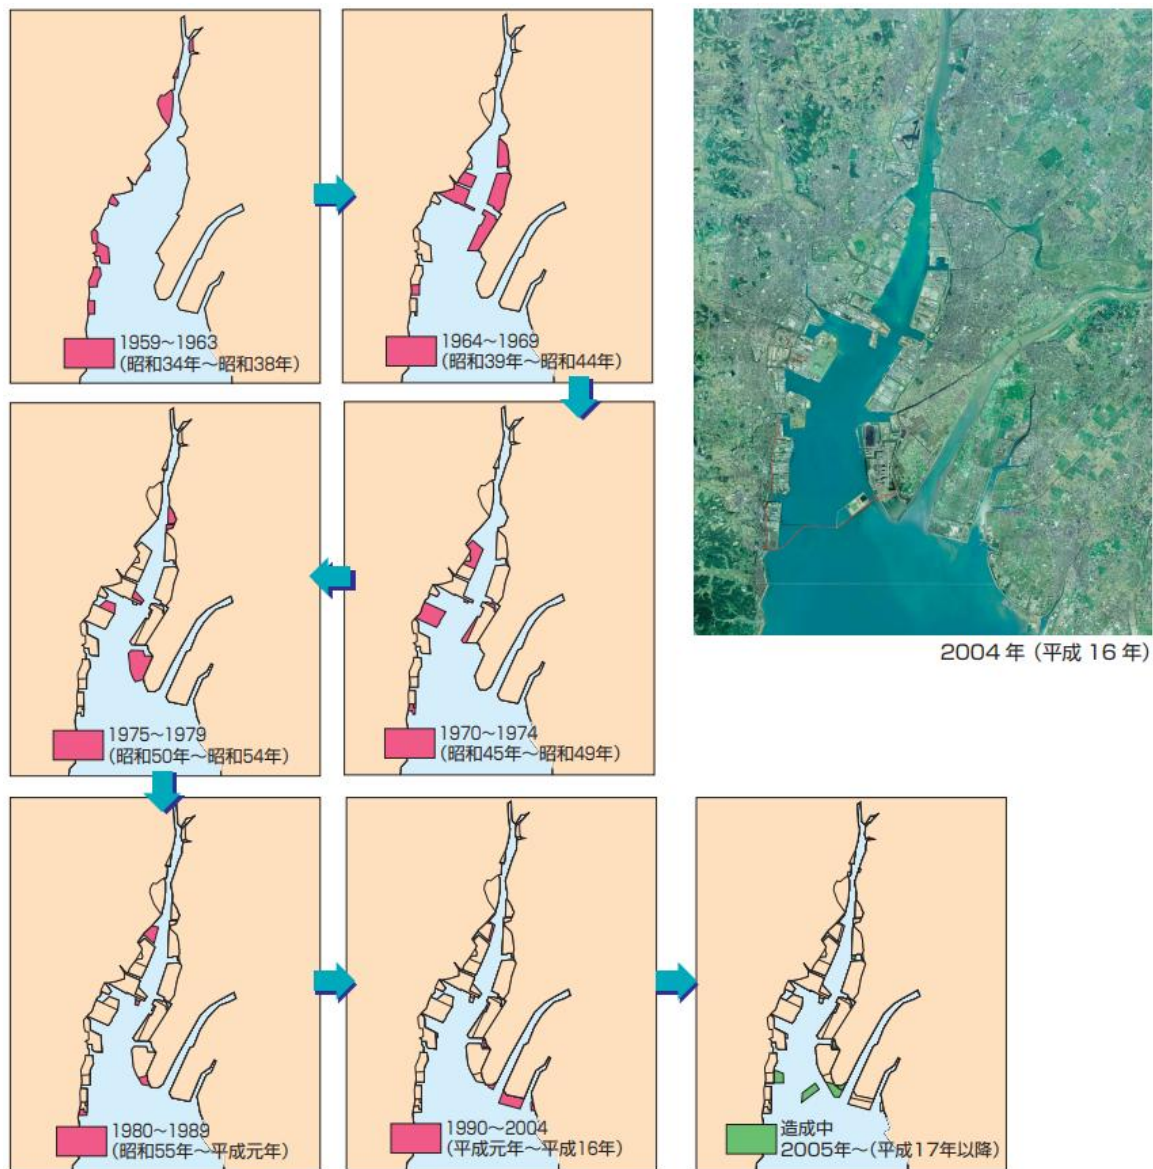 1959～1963
(昭和34年～昭和38年)
1964～1969
(昭和39年～昭和44年)
2004年（平成16年）
1975～1979
(昭和50年～昭和54年)
1970～1974
(昭和45年～昭和49年)
1980～1989
(昭和55年～平成元年)
1990～2004
(平成元年～平成16年)
造成中
2005年～(平成17年以降)